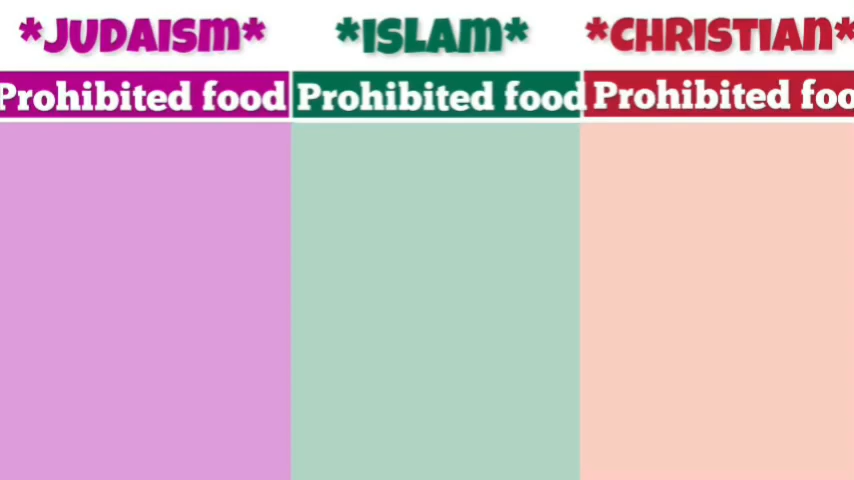 *JUDAISM* *ISLAM* *CHRISTIAN*
Prohibited food Prohibited food Prohibited foo